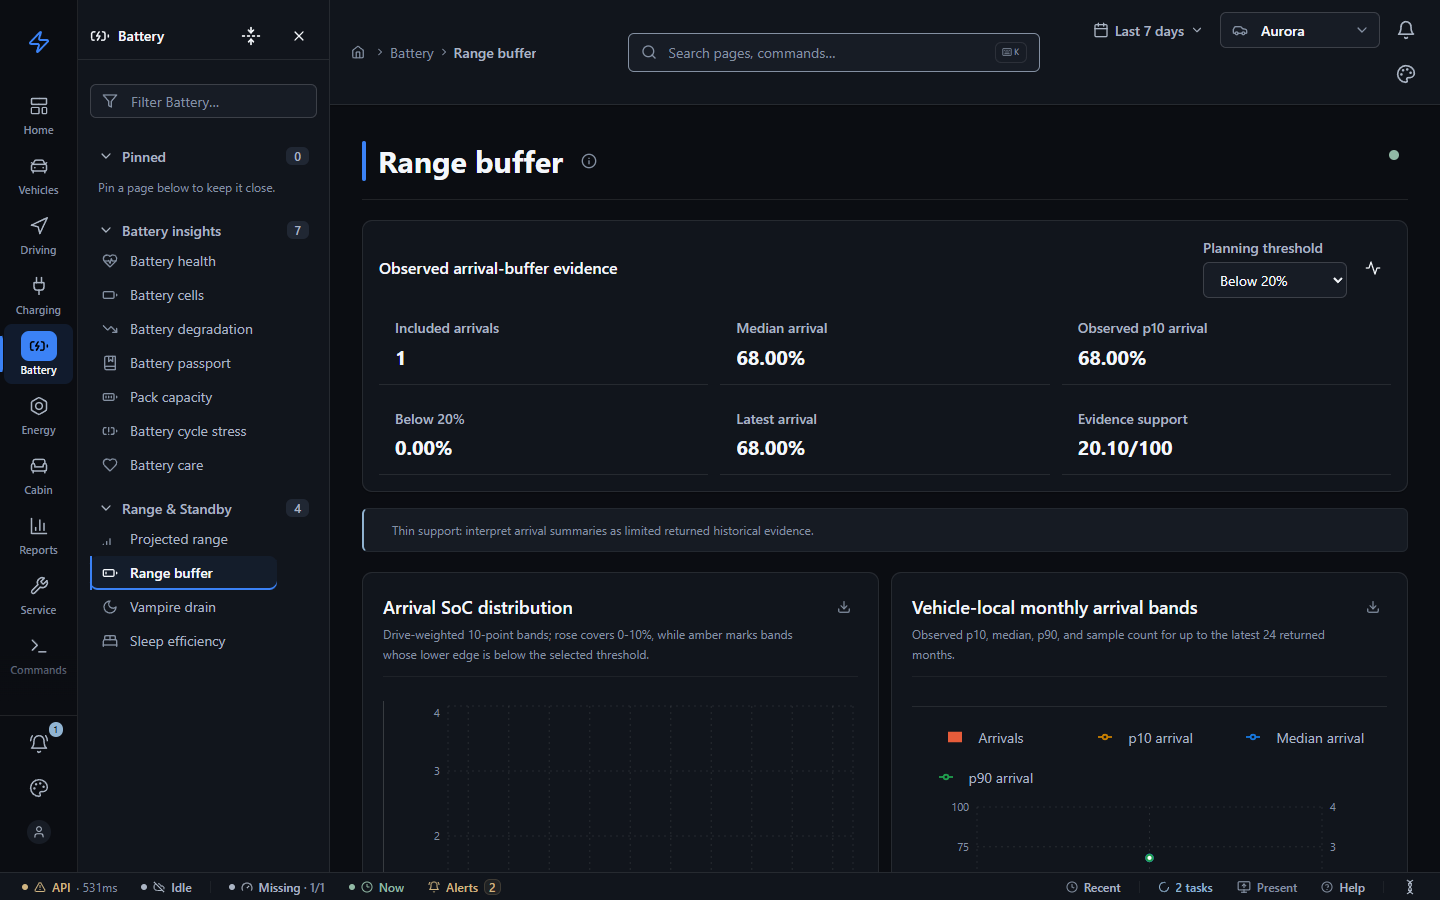 Battery
Filter Battery...
Pinned
0
Pin a page below to keep it close.
Battery insights
7
Battery health
Battery cells
Battery degradation
Battery passport
Pack capacity
Battery cycle stress
Battery care
Range & Standby
4
Projected range
Range buffer
Vampire drain
Sleep efficiency
Home
Vehicles
Driving
Charging
Battery
Energy
Cabin
Reports
Service
Commands
1
Battery
Range buffer
Search pages, commands...
K
Last 7 days
Aurora
Range buffer
Observed arrival-buffer evidence
Planning threshold
Below 20%
Included arrivals
1
Median arrival
68.00%
Observed p10 arrival
68.00%
Below 20%
0.00%
Latest arrival
68.00%
Evidence support
20.10/100
Thin support: interpret arrival summaries as limited returned historical evidence.
Arrival SoC distribution
Drive-weighted 10-point bands; rose covers 0-10%, while amber marks bands
whose lower edge is below the selected threshold.
4
3
2
Vehicle-local monthly arrival bands
Observed p10, median, p90, and sample count for up to the latest 24 returned
months.
Arrivals
p10 arrival
Median arrival
p90 arrival
100
75
4
3
API · 531ms
Idle
Missing · 1/1
Now
Alerts 2
Recent
2 tasks
Present
Help